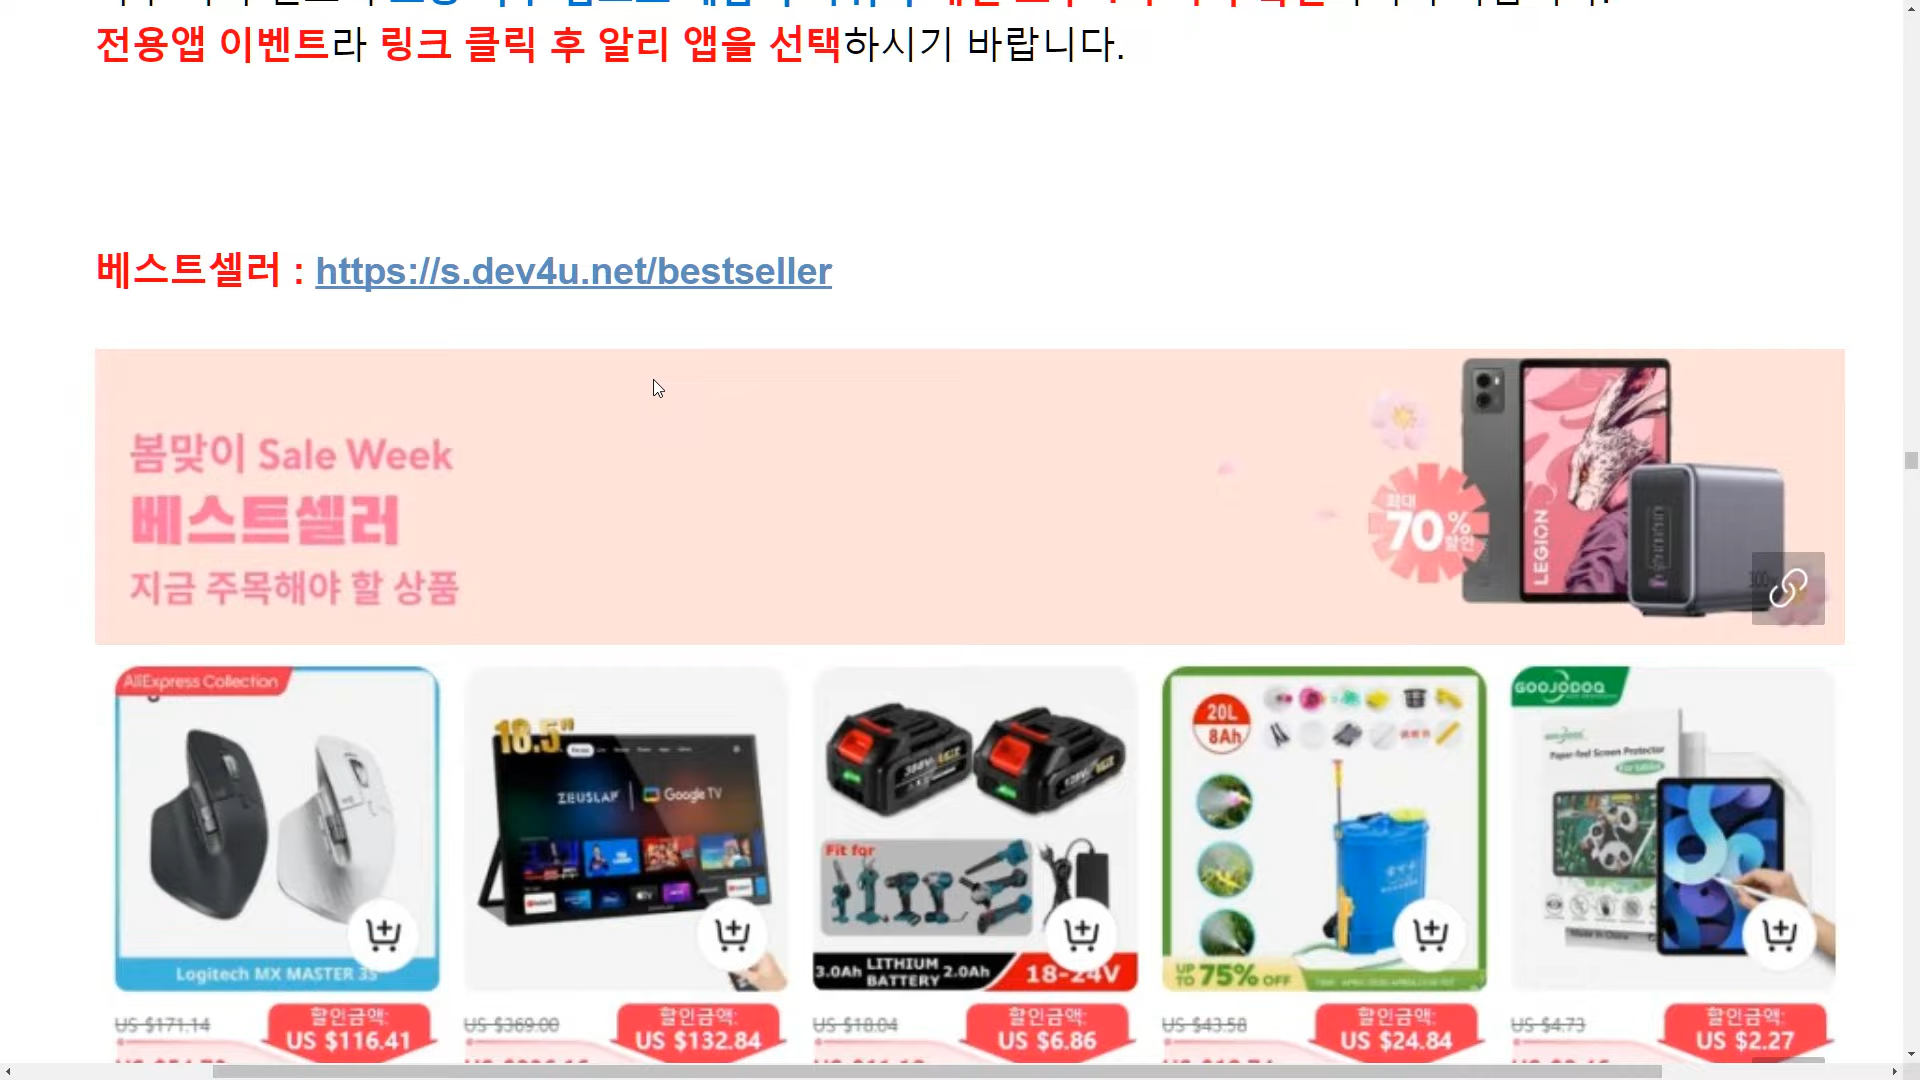 전용앱 이벤트라 링크 클릭 후 알리 앱을 선택하시기 바랍니다.
베스트셀러 : https://s.dev4u.net/bestseller
봄맞이 Sale Week
베스트셀러
지금 주목해야 할 상품
최대
70%
할인
LEGION
AliExpress Collection
Logitech MX MASTER 3S
18.5"
ZEUSLAP | Google TV
Fit for
3.0Ah LITHIUM BATTERY 2.0Ah
18-24V
20L
8Ah
UP TO 75% OFF
GOOJODOQ
Paper-feel Screen Protector
Made in China
US $171.14
할인금액:
US $116.41
US $369.00
할인금액:
US $132.84
US $18.04
할인금액:
US $6.86
US $43.58
할인금액:
US $24.84
US $4.73
할인금액:
US $2.27